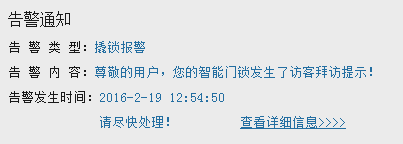 告警通知
告 警 类 型：撬锁报警
告 警 内 容：尊敬的用户，您的智能门锁发生了访客拜访提示！
告警发生时间：2016-2-19 12:54:50
请尽快处理！ 查看详细信息>>>>